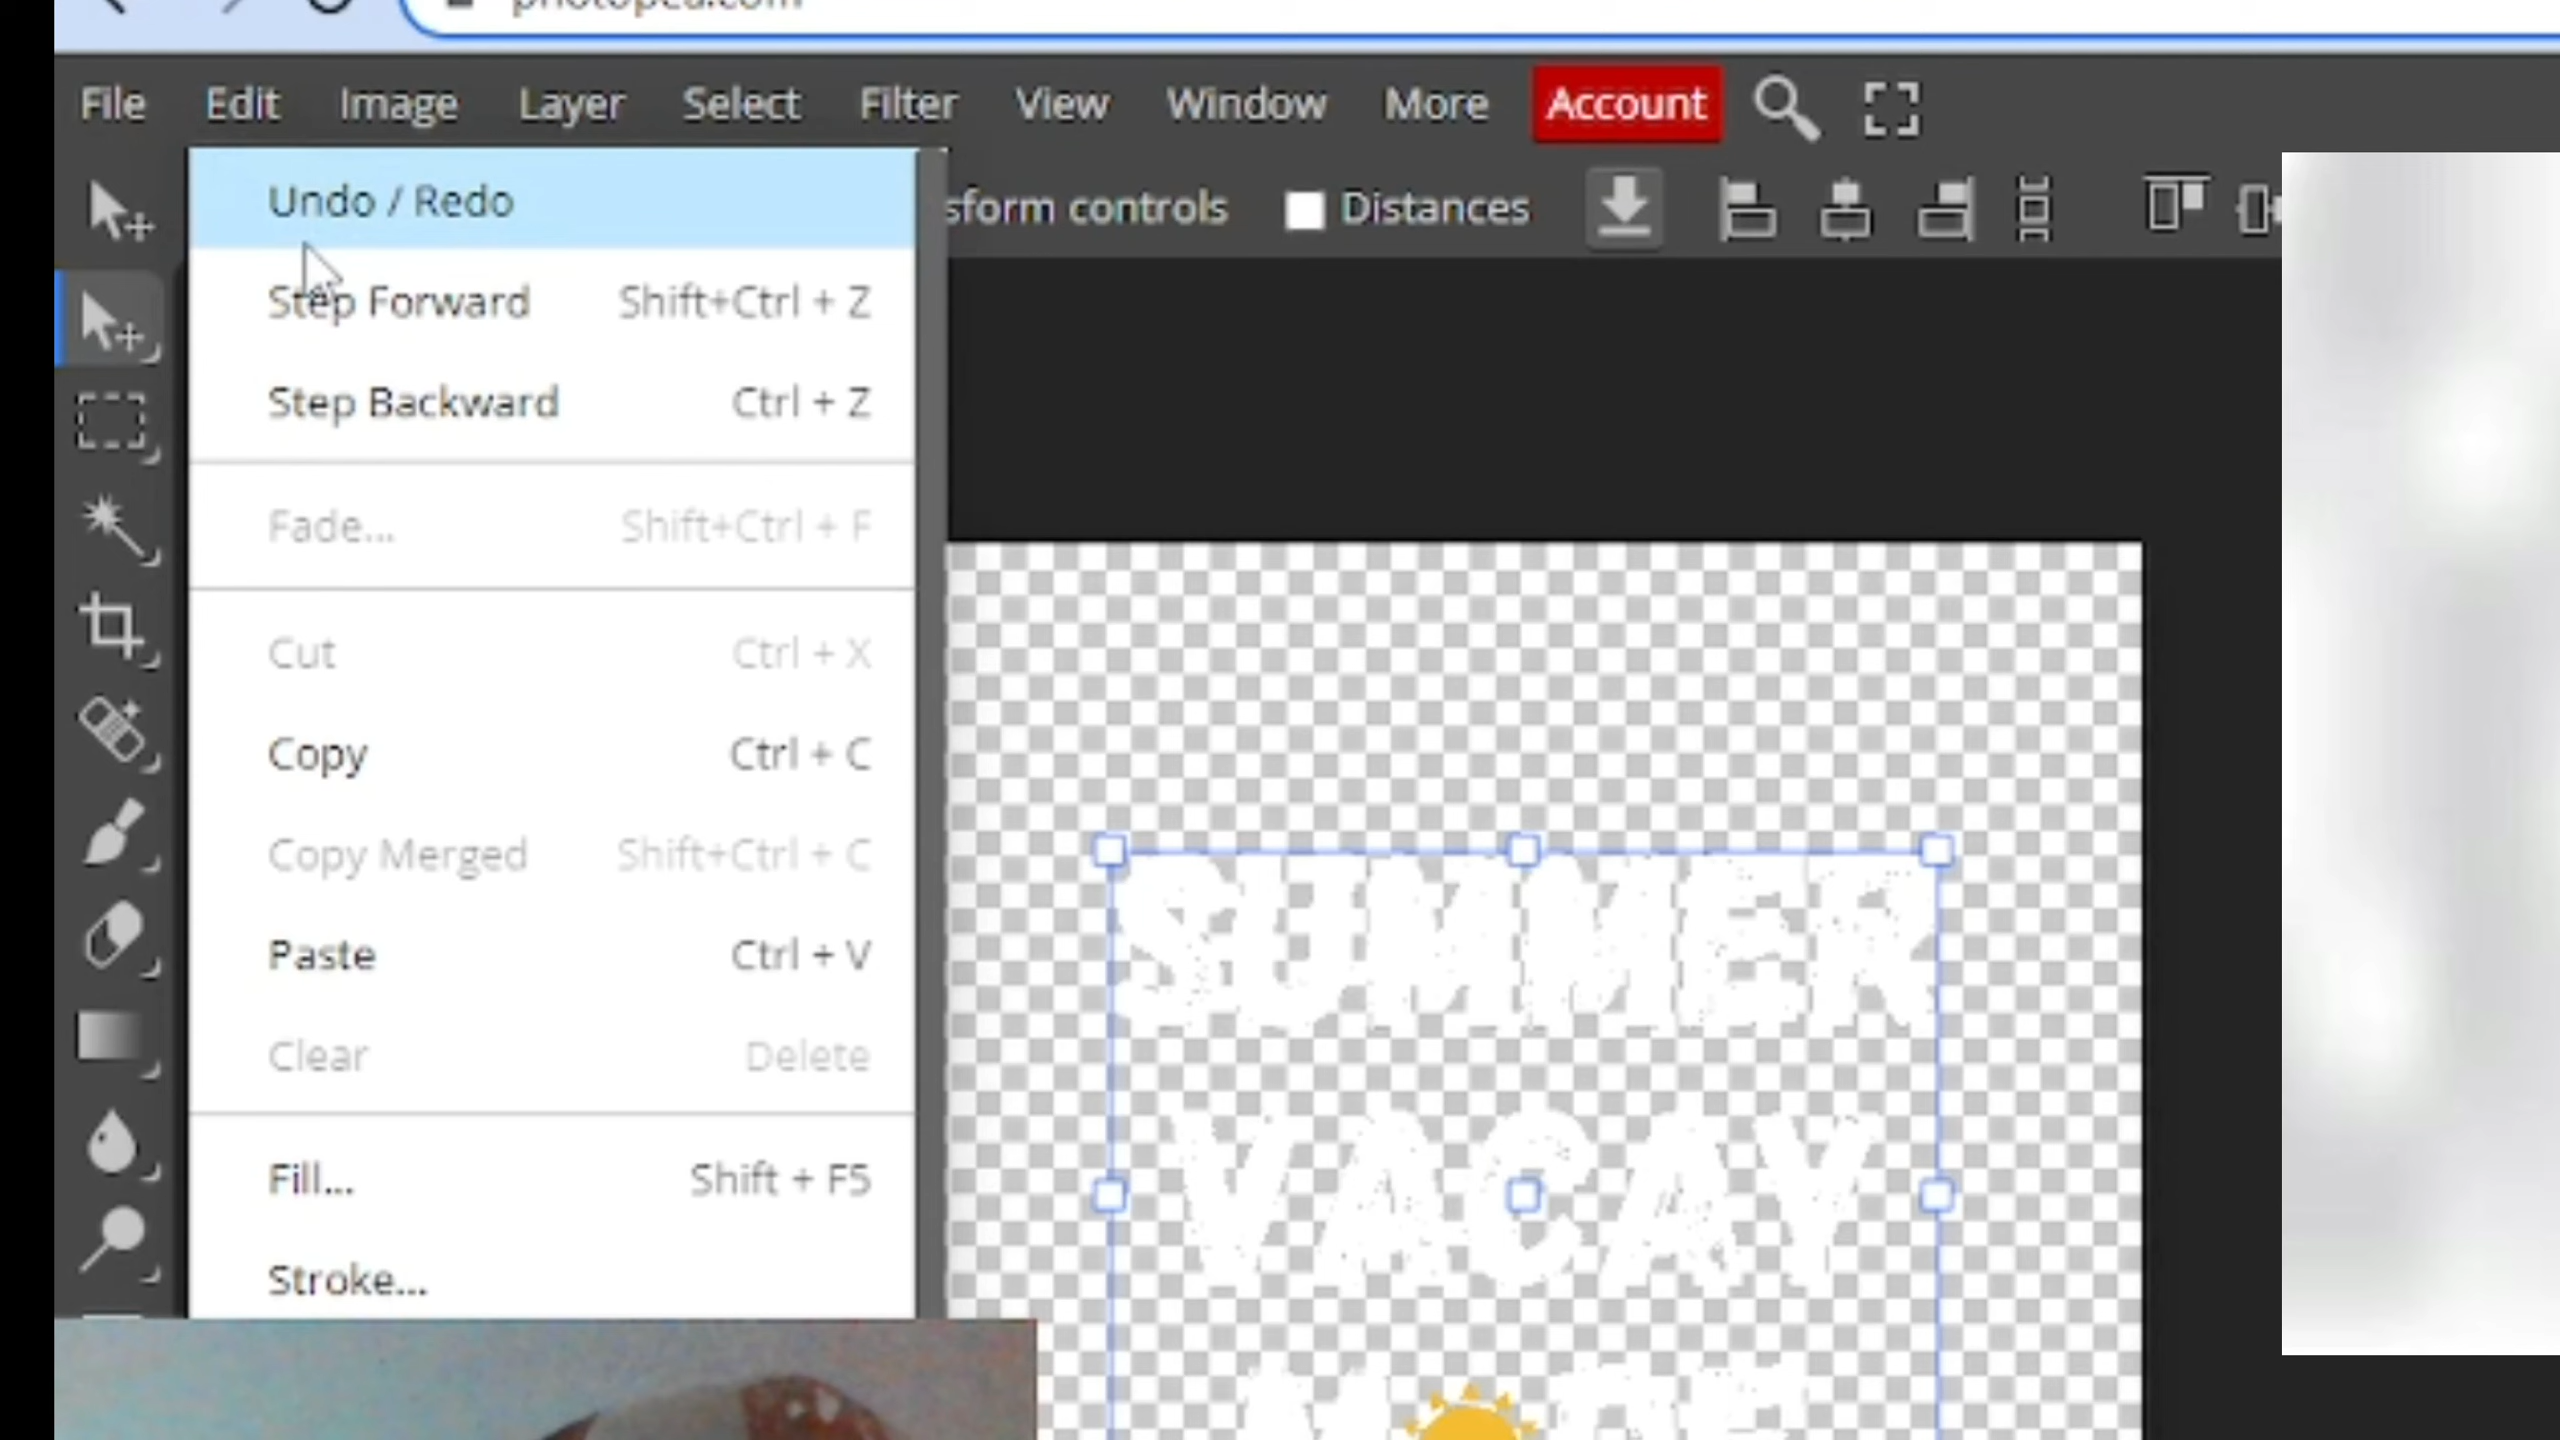 photopea.com
File Edit Image Layer Select Filter View Window More Account
sform controls Distances
Undo / Redo
Step Forward Shift+Ctrl + Z
Step Backward Ctrl + Z
Fade... Shift+Ctrl + F
Cut Ctrl + X
Copy Ctrl + C
Copy Merged Shift+Ctrl + C
Paste Ctrl + V
Clear Delete
Fill... Shift + F5
Stroke...
SUMMER
VACAY